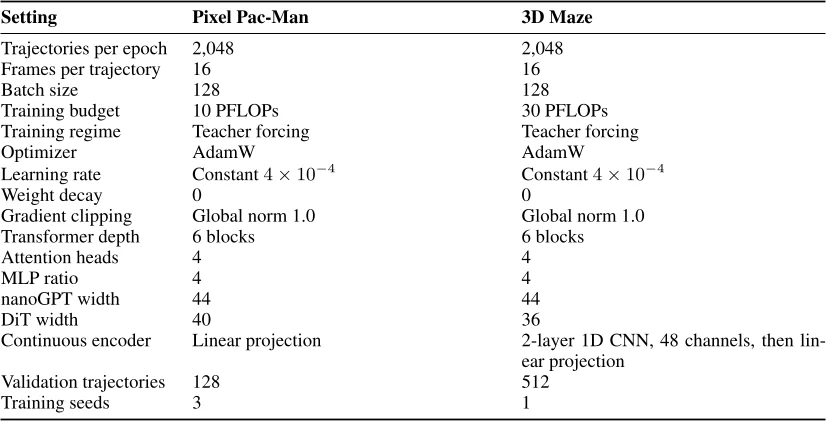 Setting Pixel Pac-Man 3D Maze
Trajectories per epoch 2,048 2,048
Frames per trajectory 16 16
Batch size 128 128
Training budget 10 PFLOPs 30 PFLOPs
Training regime Teacher forcing Teacher forcing
Optimizer AdamW AdamW
Learning rate Constant 4 × 10⁻⁴ Constant 4 × 10⁻⁴
Weight decay 0 0
Gradient clipping Global norm 1.0 Global norm 1.0
Transformer depth 6 blocks 6 blocks
Attention heads 4 4
MLP ratio 4 4
nanoGPT width 44 44
DiT width 40 36
Continuous encoder Linear projection 2-layer 1D CNN, 48 channels, then lin-
ear projection
Validation trajectories 128 512
Training seeds 3 1